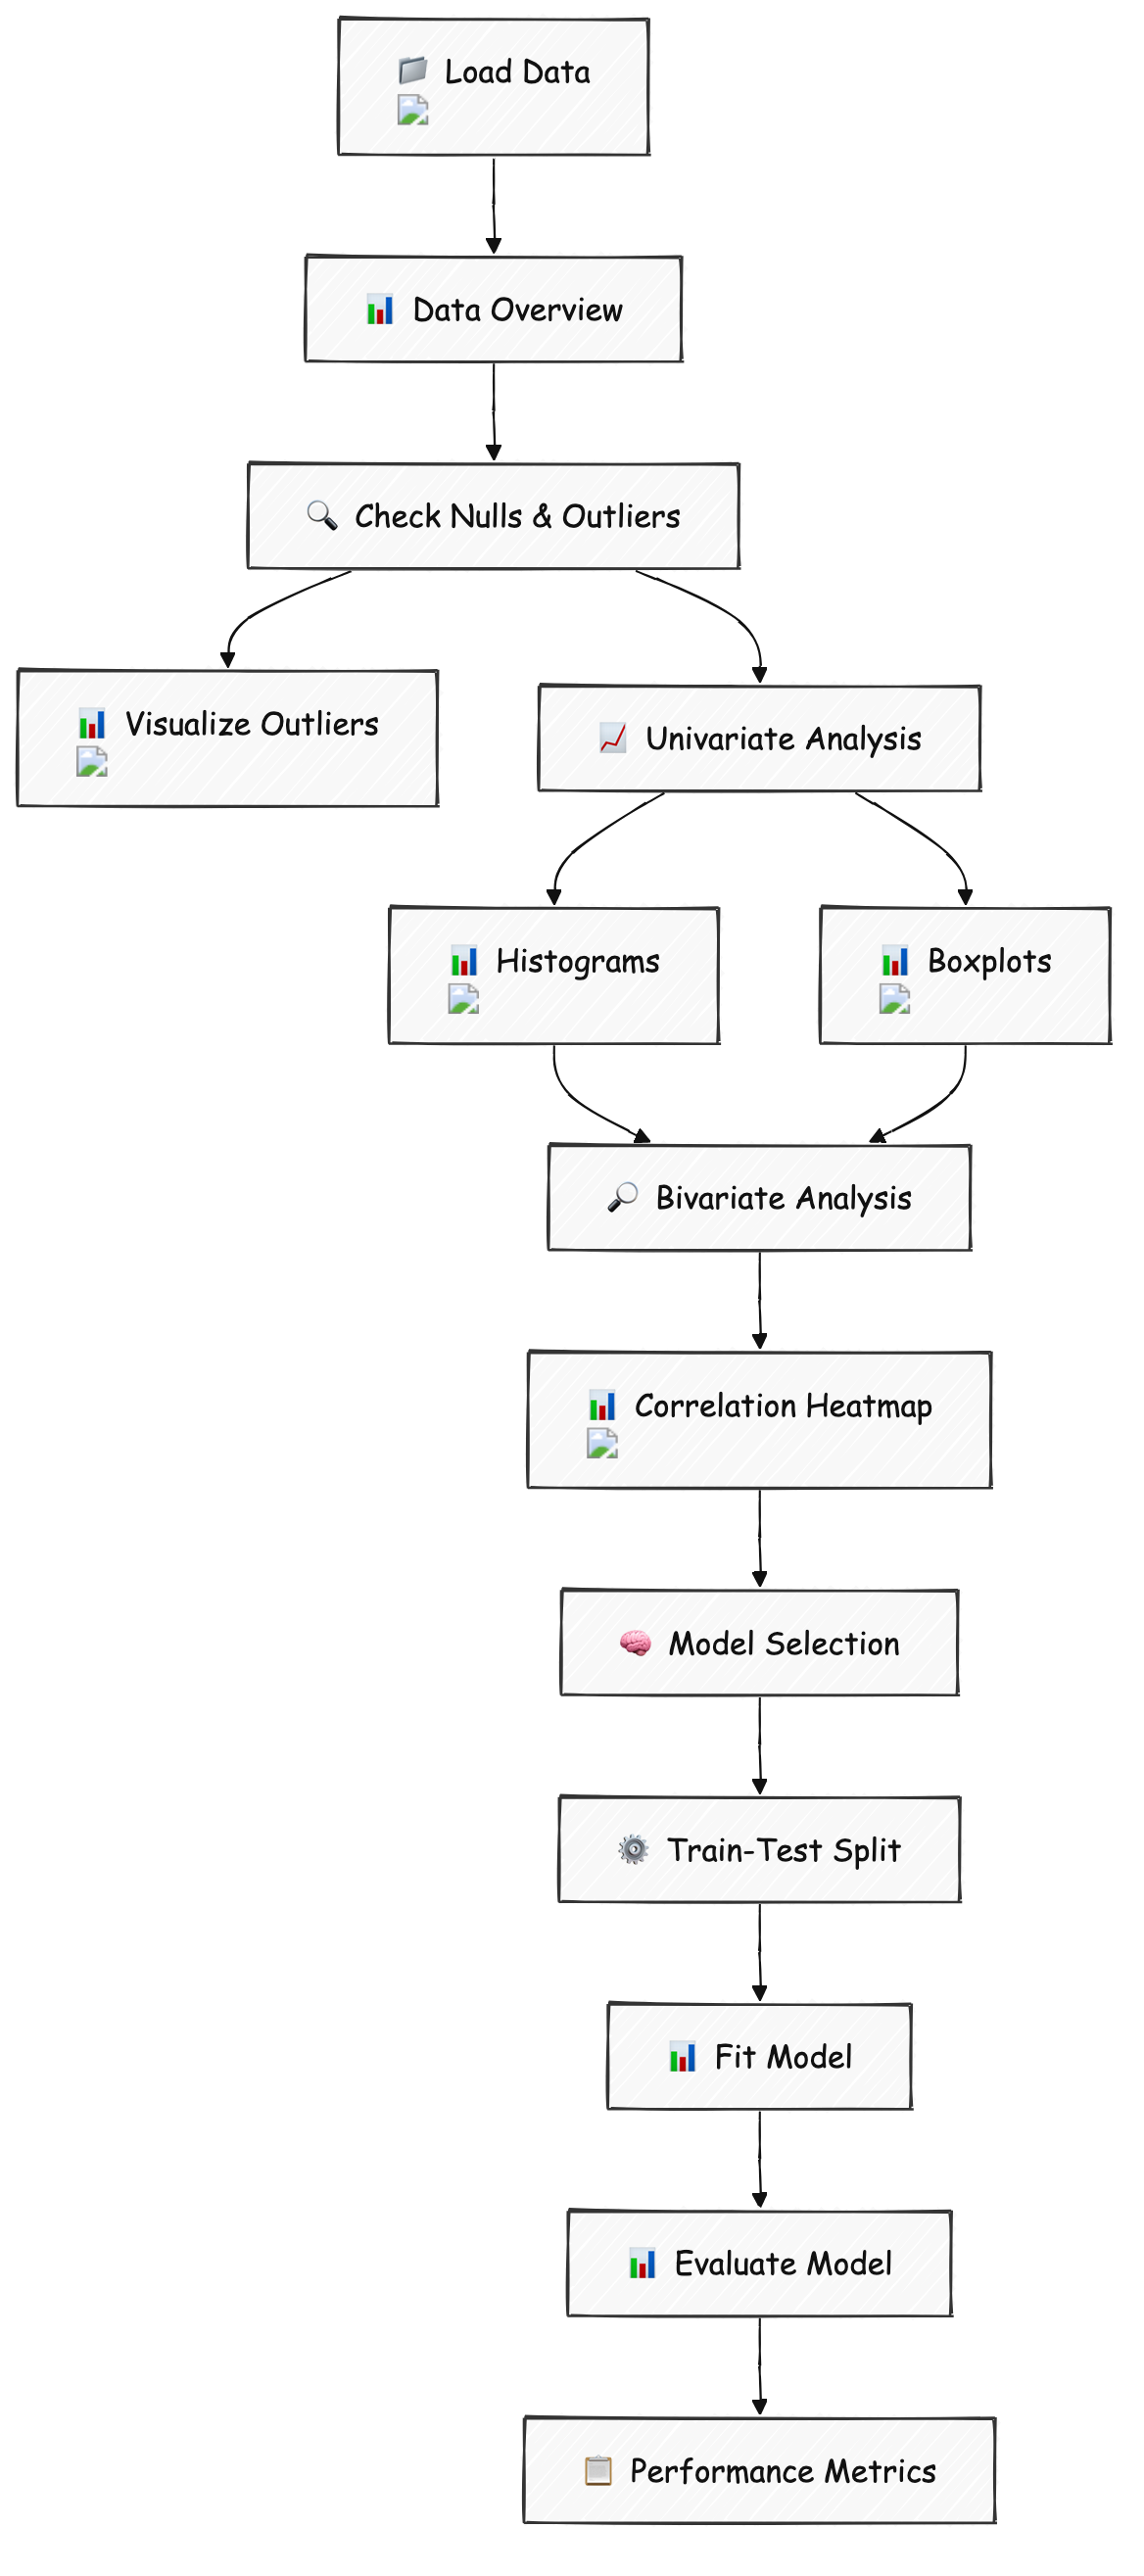 Load Data
Data Overview
Check Nulls & Outliers
Visualize Outliers
Univariate Analysis
Histograms
Boxplots
Bivariate Analysis
Correlation Heatmap
Model Selection
Train-Test Split
Fit Model
Evaluate Model
Performance Metrics